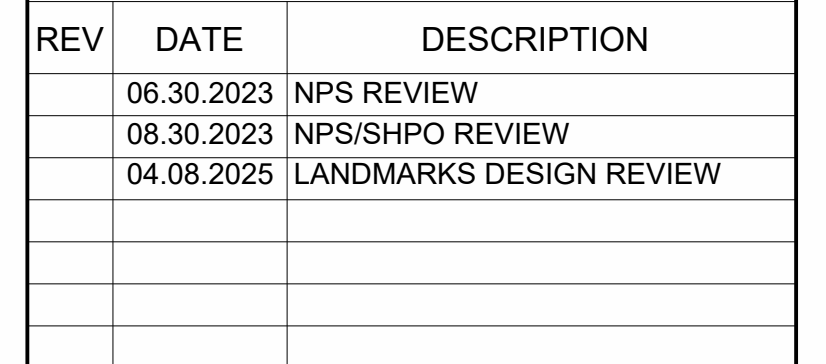 REV DATE DESCRIPTION
06.30.2023 NPS REVIEW
08.30.2023 NPS/SHPO REVIEW
04.08.2025 LANDMARKS DESIGN REVIEW